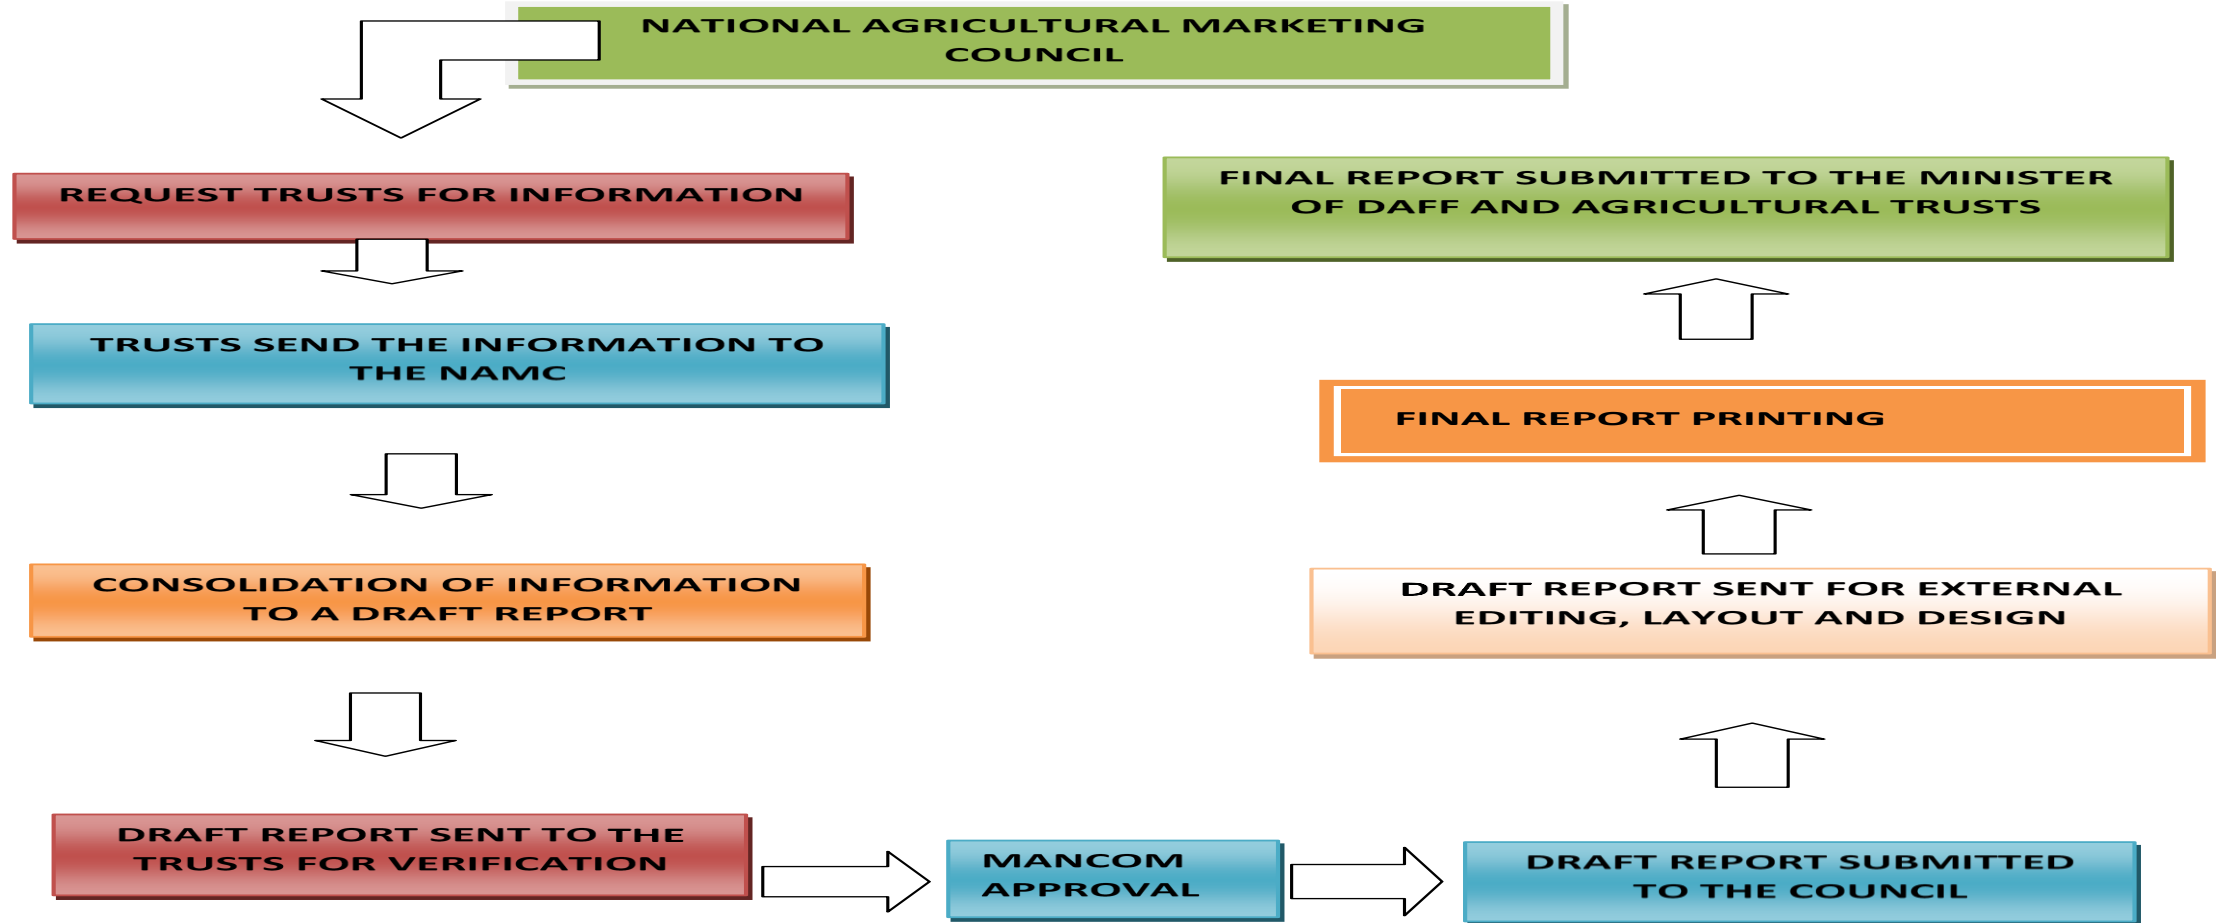 NATIONAL AGRICULTURAL MARKETING
COUNCIL
REQUEST TRUSTS FOR INFORMATION
TRUSTS SEND THE INFORMATION TO
THE NAMC
CONSOLIDATION OF INFORMATION
TO A DRAFT REPORT
DRAFT REPORT SENT TO THE
TRUSTS FOR VERIFICATION
MANCOM
APPROVAL
DRAFT REPORT SUBMITTED
TO THE COUNCIL
DRAFT REPORT SENT FOR EXTERNAL
EDITING, LAYOUT AND DESIGN
FINAL REPORT PRINTING
FINAL REPORT SUBMITTED TO THE MINISTER
OF DAFF AND AGRICULTURAL TRUSTS